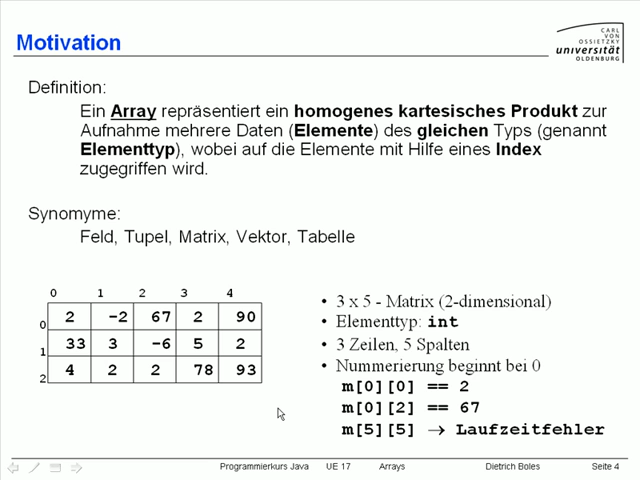 Motivation
CARL
VON
OSSIETZKY
universität
OLDENBURG
Definition:
Ein Array repräsentiert ein homogenes kartesisches Produkt zur
Aufnahme mehrere Daten (Elemente) des gleichen Typs (genannt
Elementtyp), wobei auf die Elemente mit Hilfe eines Index
zugegriffen wird.
Synomyme:
Feld, Tupel, Matrix, Vektor, Tabelle
0 1 2 3 4
0 2 -2 67 2 90
1 33 3 -6 5 2
2 4 2 2 78 93
• 3 x 5 - Matrix (2-dimensional)
• Elementtyp: int
• 3 Zeilen, 5 Spalten
• Nummerierung beginnt bei 0
m[0][0] == 2
m[0][2] == 67
m[5][5] → Laufzeitfehler
Programmierkurs Java UE 17 Arrays Dietrich Boles Seite 4